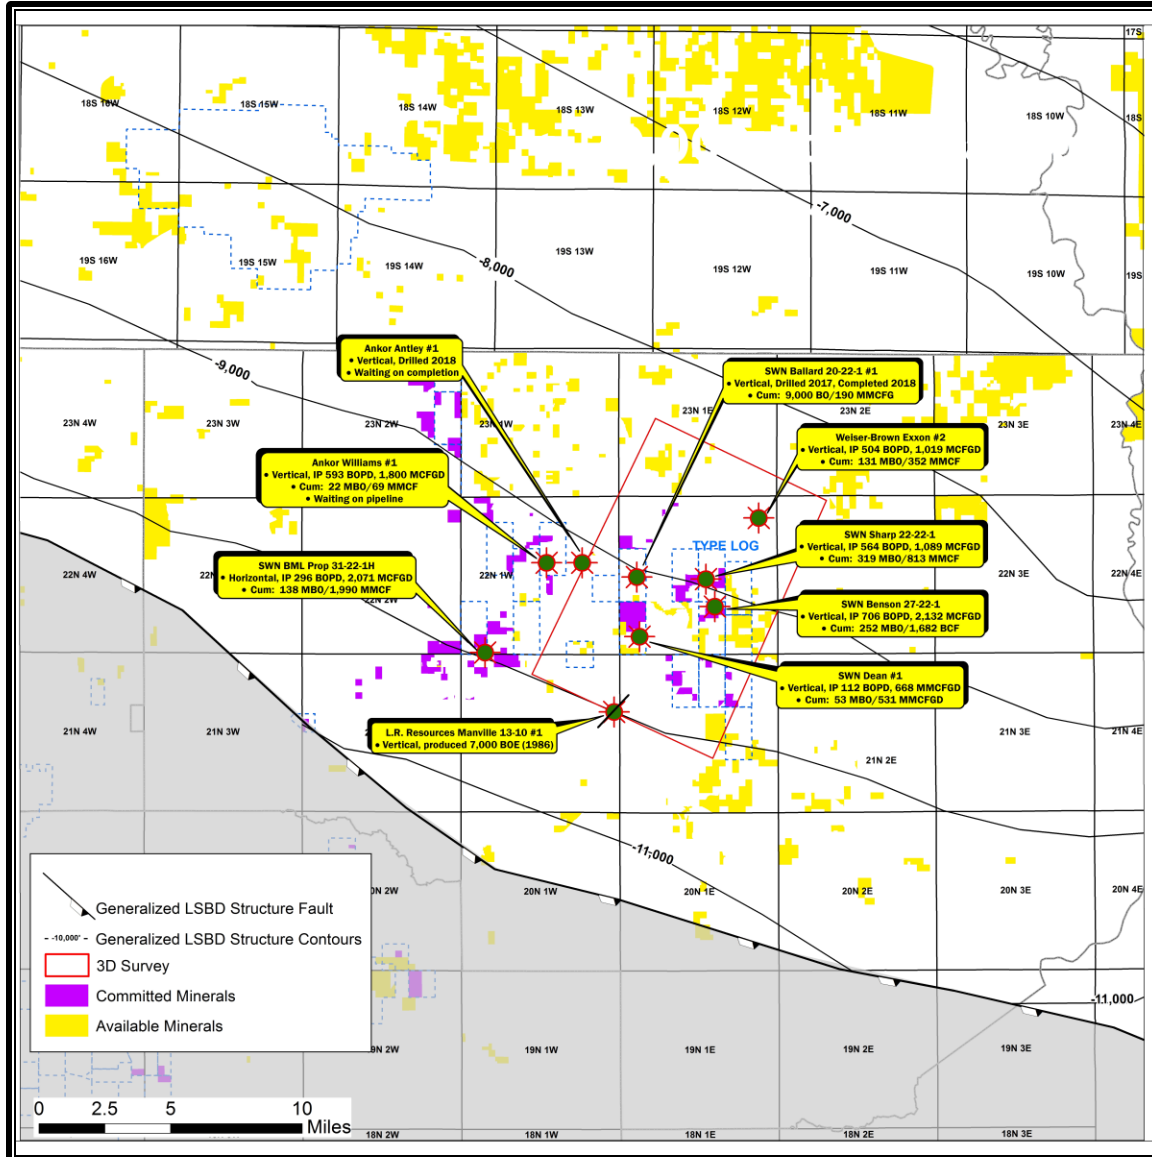 17S
18S 16W
18S 15W
18S 14W
18S 13W
18S 12W
18S 11W
18S 10W
18S
-7,000
19S 16W
19S 15W
19S 14W
19S 13W
19S 12W
19S 11W
19S 10W
19S
-8,000
-9,000
Ankor Antley #1
• Vertical, Drilled 2018
• Waiting on completion
SWN Ballard 20-22-1 #1
• Vertical, Drilled 2017, Completed 2018
• Cum: 9,000 BO/190 MMCFG
23N 4W
23N 3W
23N 2W
23N 1W
23N 1E
23N 2E
23N 3E
23N 4E
Weiser-Brown Exxon #2
• Vertical, IP 504 BOPD, 1,019 MCFGD
• Cum: 131 MBO/352 MMCF
Ankor Williams #1
• Vertical, IP 593 BOPD, 1,800 MCFGD
• Cum: 22 MBO/69 MMCF
• Waiting on pipeline
SWN Sharp 22-22-1
• Vertical, IP 564 BOPD, 1,089 MCFGD
• Cum: 319 MBO/813 MMCF
TYPE LOG
SWN BML Prop 31-22-1H
• Horizontal, IP 296 BOPD, 2,071 MCFGD
• Cum: 138 MBO/1,990 MMCF
22N 4W
22N 2W
22N 1W
22N 3E
22N 4E
SWN Benson 27-22-1
• Vertical, IP 706 BOPD, 2,132 MCFGD
• Cum: 252 MBO/1,682 BCF
SWN Dean #1
• Vertical, IP 112 BOPD, 668 MMCFGD
• Cum: 53 MBO/531 MMCFGD
L.R. Resources Manville 13-10 #1
• Vertical, produced 7,000 BOE (1986)
21N 4W
21N 3W
21N 2E
21N 3E
21N 4E
-11,000
20N 1W
20N 1E
20N 2E
20N 3E
20N 4E
Generalized LSBD Structure Fault
-10,000' Generalized LSBD Structure Contours
3D Survey
Committed Minerals
Available Minerals
-11,000
19N 1W
19N 1E
19N 2E
19N 3E
0 2.5 5 10
Miles
18N 2W
18N 1W
18N 1E
18N 2E
18N 3E